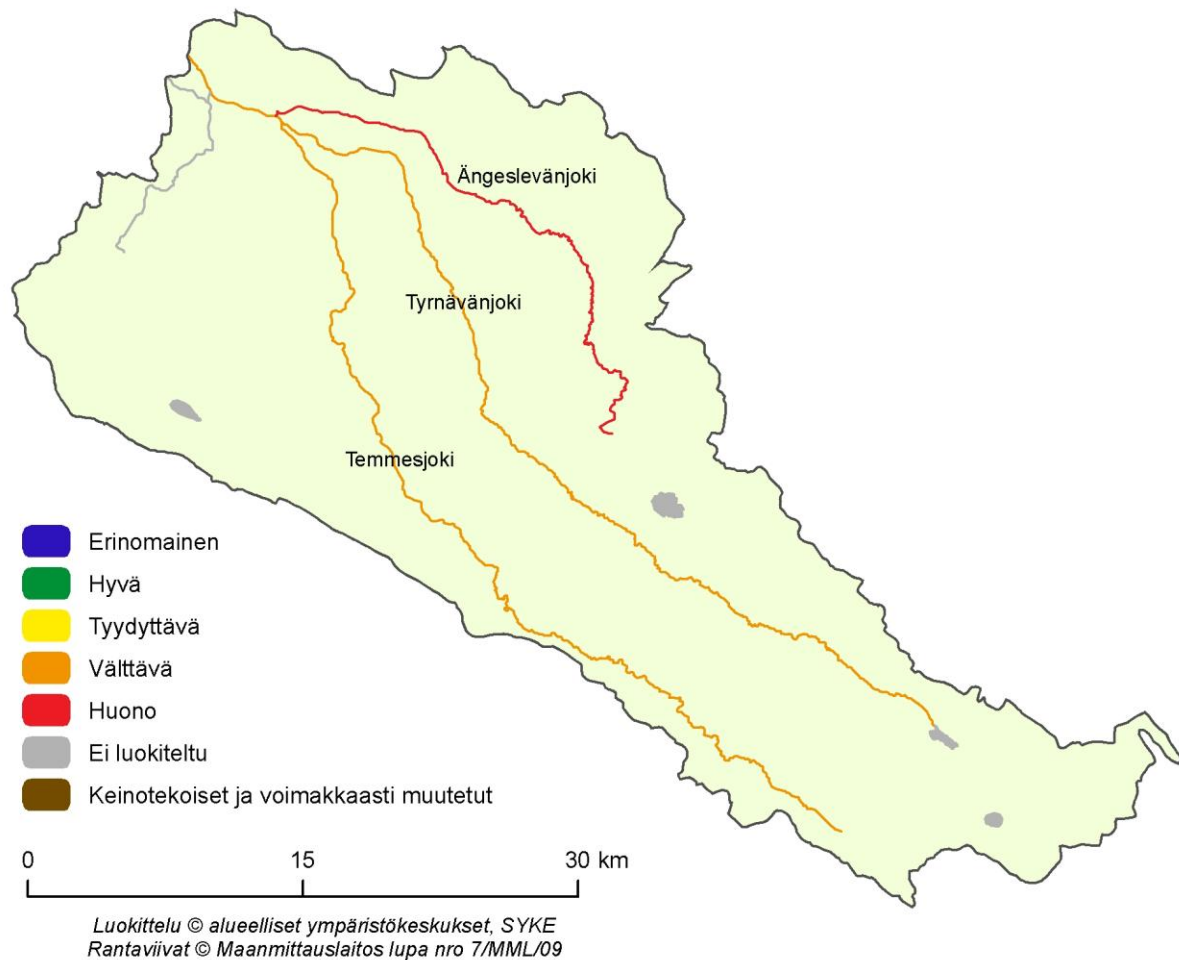 Ängeslevänjoki
Tyrnävänjoki
Temmesjoki
Erinomainen
Hyvä
Tyydyttävä
Välttävä
Huono
Ei luokiteltu
Keinotekoiset ja voimakkaasti muutetut
0 15 30 km
Luokittelu © alueelliset ympäristökeskukset, SYKE
Rantaviivat © Maanmittauslaitos lupa nro 7/MML/09